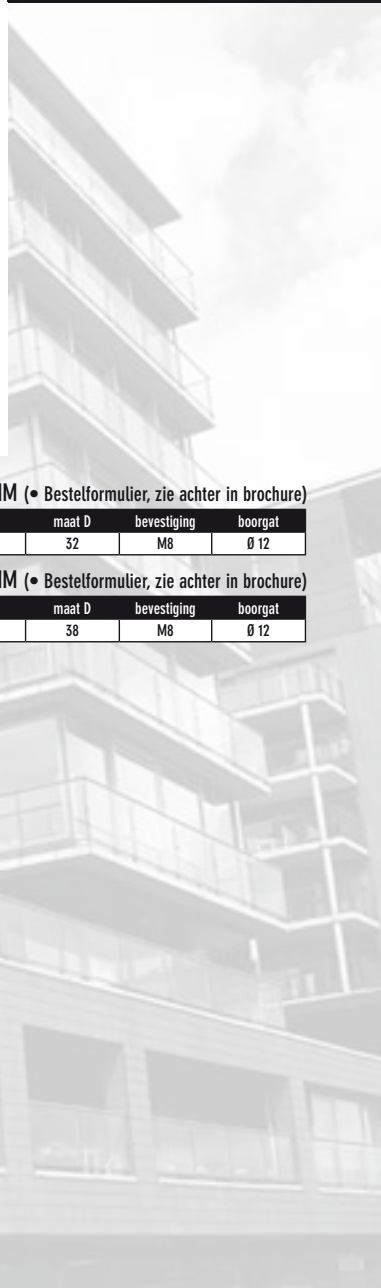 (• Bestelformulier, zie achter in brochure)
maat D bevestiging boorgat
32 M8 Ø 12
(• Bestelformulier, zie achter in brochure)
maat D bevestiging boorgat
38 M8 Ø 12